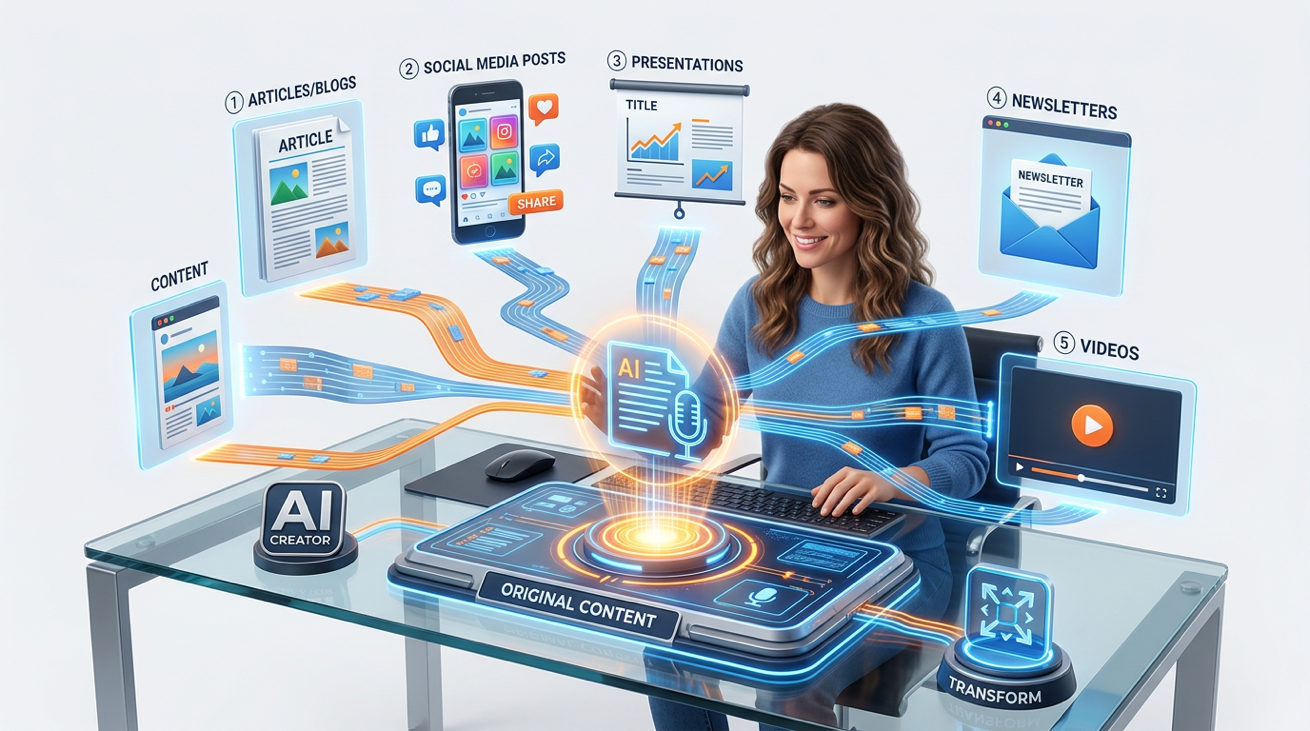 ① ARTICLES/BLOGS
ARTICLE
② SOCIAL MEDIA POSTS
SHARE
③ PRESENTATIONS
TITLE
④ NEWSLETTERS
NEWSLETTER
CONTENT
⑤ VIDEOS
AI
AI
CREATOR
ORIGINAL CONTENT
TRANSFORM